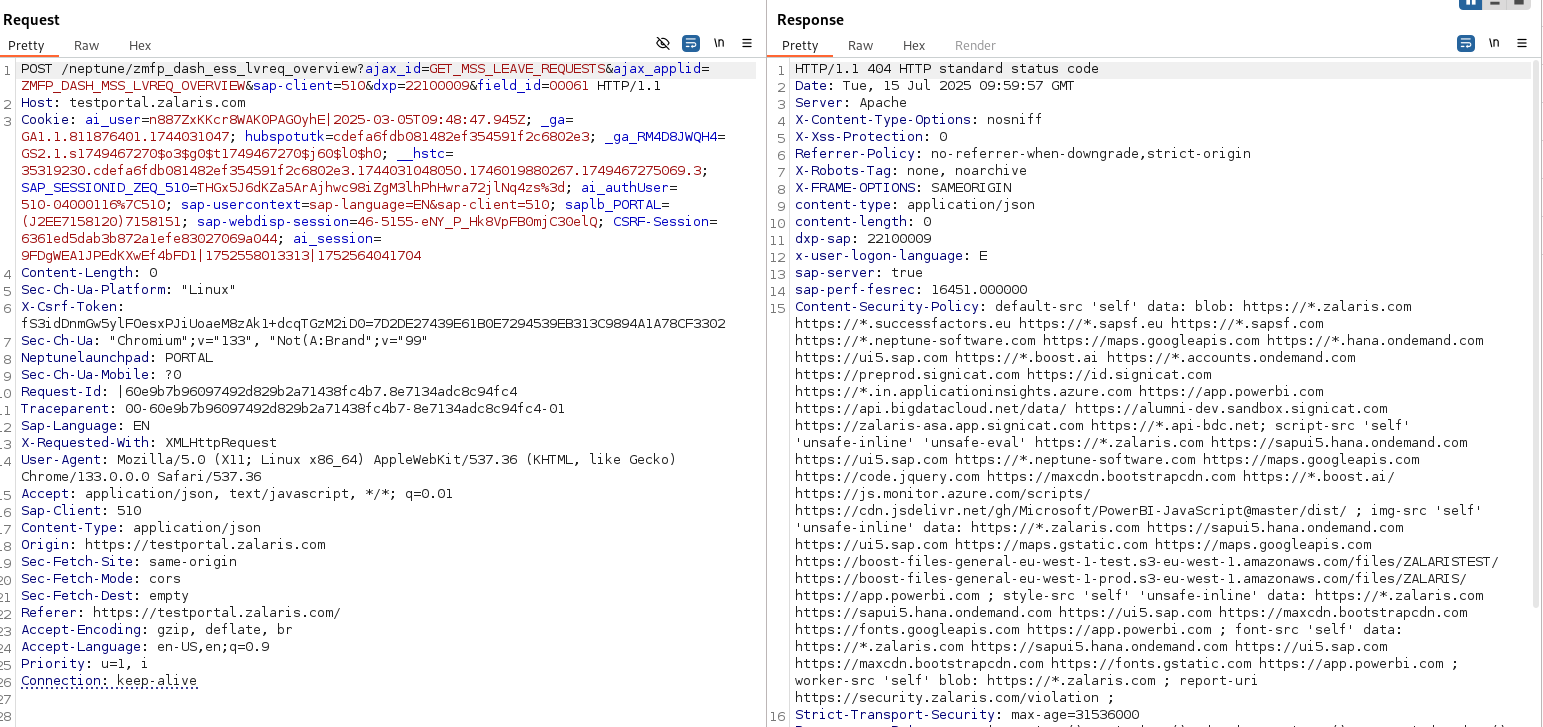 Request
Pretty Raw Hex
\n
1 POST /neptune/zmfp_dash_ess_lvreq_overview?ajax_id=GET_MSS_LEAVE_REQUESTS&ajax_applid=
ZMFP_DASH_MSS_LVREQ_OVERVIEW&sap-client=510&dxp=22100009&field_id=00061 HTTP/1.1
2 Host: testportal.zalaris.com
3 Cookie: ai_user=n887ZxKKcr8WAKOPAGOyhE|2025-03-05T09:48:47.945Z; _ga=
GA1.1.811876401.1744031047; hubspotutk=cdefa6fdb081482ef354591f2c6802e3; _ga_RM4D8JWQH4=
GS2.1.s1749467270$o3$g0$t1749467270$j60$l0$h0; __hstc=
35319230.cdefa6fdb081482ef354591f2c6802e3.1744031048050.1746019880267.1749467275069.3;
SAP_SESSIONID_ZEQ_510=THGx5J6dKZa5ArAjhwc98iZgM3lhPhHwra72jlNq4zs%3d; ai_authUser=
510-04000116%7C510; sap-usercontext=sap-language=EN&sap-client=510; saplb_PORTAL=
(J2EE7158120)7158151; sap-webdisp-session=46-5155-eNY_P_Hk8VpFB0mjC30elQ; CSRF-Session=
6361ed5dab3b872a1efe83027069a044; ai_session=
9FDgWEA1JPEdKXwEf4bFD1|1752558013313|1752564041704
4 Content-Length: 0
5 Sec-Ch-Ua-Platform: "Linux"
6 X-Csrf-Token:
fS3idDnmGw5ylFOesxPJiUoaeM8zAk1+dcqTGzM2iD0=7D2DE27439E61B0E7294539EB313C9894A1A78CF3302
7 Sec-Ch-Ua: "Chromium";v="133", "Not(A:Brand";v="99"
8 Neptunelaunchpad: PORTAL
9 Sec-Ch-Ua-Mobile: ?0
10 Request-Id: |60e9b7b96097492d829b2a71438fc4b7.8e7134adc8c94fc4
11 Traceparent: 00-60e9b7b96097492d829b2a71438fc4b7-8e7134adc8c94fc4-01
12 Sap-Language: EN
13 X-Requested-With: XMLHttpRequest
14 User-Agent: Mozilla/5.0 (X11; Linux x86_64) AppleWebKit/537.36 (KHTML, like Gecko)
Chrome/133.0.0.0 Safari/537.36
15 Accept: application/json, text/javascript, */*; q=0.01
16 Sap-Client: 510
17 Content-Type: application/json
18 Origin: https://testportal.zalaris.com
19 Sec-Fetch-Site: same-origin
20 Sec-Fetch-Mode: cors
21 Sec-Fetch-Dest: empty
22 Referer: https://testportal.zalaris.com/
23 Accept-Encoding: gzip, deflate, br
24 Accept-Language: en-US,en;q=0.9
25 Priority: u=1, i
26 Connection: keep-alive
27
28
Response
Pretty Raw Hex Render
\n
1 HTTP/1.1 404 HTTP standard status code
2 Date: Tue, 15 Jul 2025 09:59:57 GMT
3 Server: Apache
4 X-Content-Type-Options: nosniff
5 X-Xss-Protection: 0
6 Referrer-Policy: no-referrer-when-downgrade,strict-origin
7 X-Robots-Tag: none, noarchive
8 X-FRAME-OPTIONS: SAMEORIGIN
9 content-type: application/json
10 content-length: 0
11 dxp-sap: 22100009
12 x-user-logon-language: E
13 sap-server: true
14 sap-perf-fesrec: 16451.000000
15 Content-Security-Policy: default-src 'self' data: blob: https://*.zalaris.com
https://*.successfactors.eu https://*.sapsf.eu https://*.sapsf.com
https://*.neptune-software.com https://maps.googleapis.com https://*.hana.ondemand.com
https://ui5.sap.com https://*.boost.ai https://*.accounts.ondemand.com
https://preprod.signicat.com https://id.signicat.com
https://*.in.applicationinsights.azure.com https://app.powerbi.com
https://api.bigdatacloud.net/data/ https://alumni-dev.sandbox.signicat.com
https://zalaris-asa.app.signicat.com https://*.api-bdc.net; script-src 'self'
'unsafe-inline' 'unsafe-eval' https://*.zalaris.com https://sapui5.hana.ondemand.com
https://ui5.sap.com https://*.neptune-software.com https://maps.googleapis.com
https://code.jquery.com https://maxcdn.bootstrapcdn.com https://*.boost.ai/
https://js.monitor.azure.com/scripts/
https://cdn.jsdelivr.net/gh/Microsoft/PowerBI-JavaScript@master/dist/ ; img-src 'self'
'unsafe-inline' data: https://*.zalaris.com https://sapui5.hana.ondemand.com
https://ui5.sap.com https://maps.gstatic.com https://maps.googleapis.com
https://boost-files-general-eu-west-1-test.s3-eu-west-1.amazonaws.com/files/ZALARISTEST/
https://boost-files-general-eu-west-1-prod.s3-eu-west-1.amazonaws.com/files/ZALARIS/
https://app.powerbi.com ; style-src 'self' 'unsafe-inline' data: https://*.zalaris.com
https://sapui5.hana.ondemand.com https://ui5.sap.com https://maxcdn.bootstrapcdn.com
https://fonts.googleapis.com https://app.powerbi.com ; font-src 'self' data:
https://*.zalaris.com https://sapui5.hana.ondemand.com https://ui5.sap.com
https://maxcdn.bootstrapcdn.com https://fonts.gstatic.com https://app.powerbi.com ;
worker-src 'self' blob: https://*.zalaris.com ; report-uri
https://security.zalaris.com/violation ;
16 Strict-Transport-Security: max-age=31536000